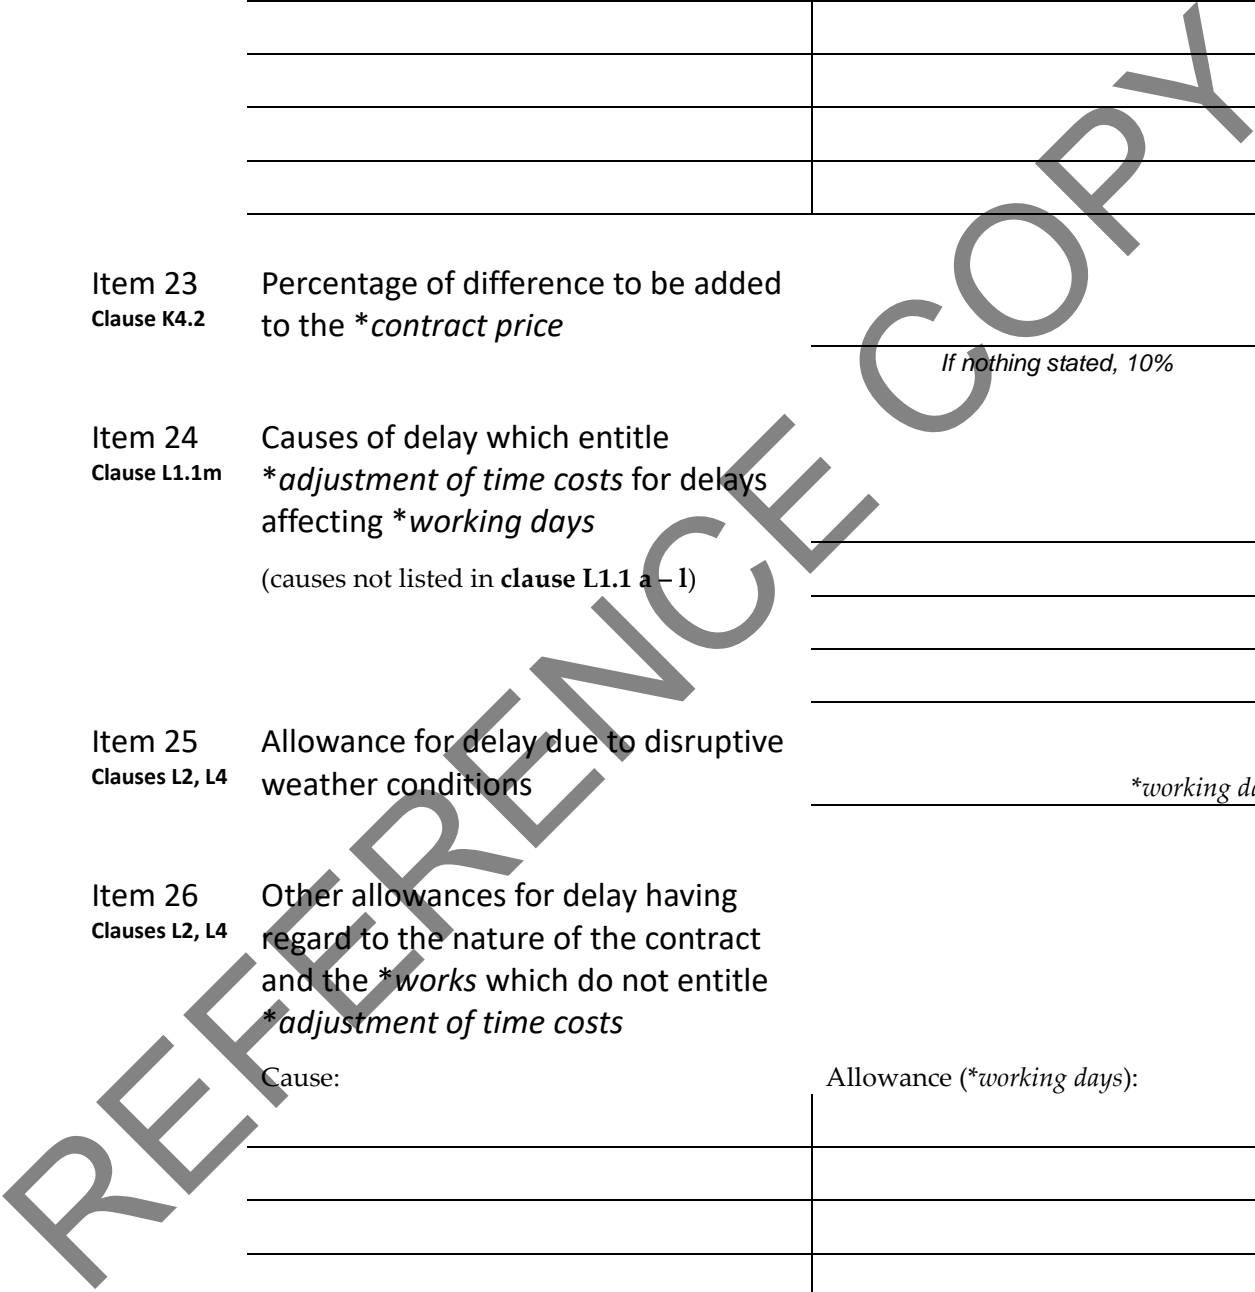 Item 23
Clause K4.2
Percentage of difference to be added
to the *contract price
If nothing stated, 10%
Item 24
Clause L1.1m
Causes of delay which entitle
*adjustment of time costs for delays
affecting *working days
(causes not listed in clause L1.1 a – l)
Item 25
Clauses L2, L4
Allowance for delay due to disruptive
weather conditions
*working da
Item 26
Clauses L2, L4
Other allowances for delay having
regard to the nature of the contract
and the *works which do not entitle
*adjustment of time costs
Cause:
Allowance (*working days):
REFERENCE COPY